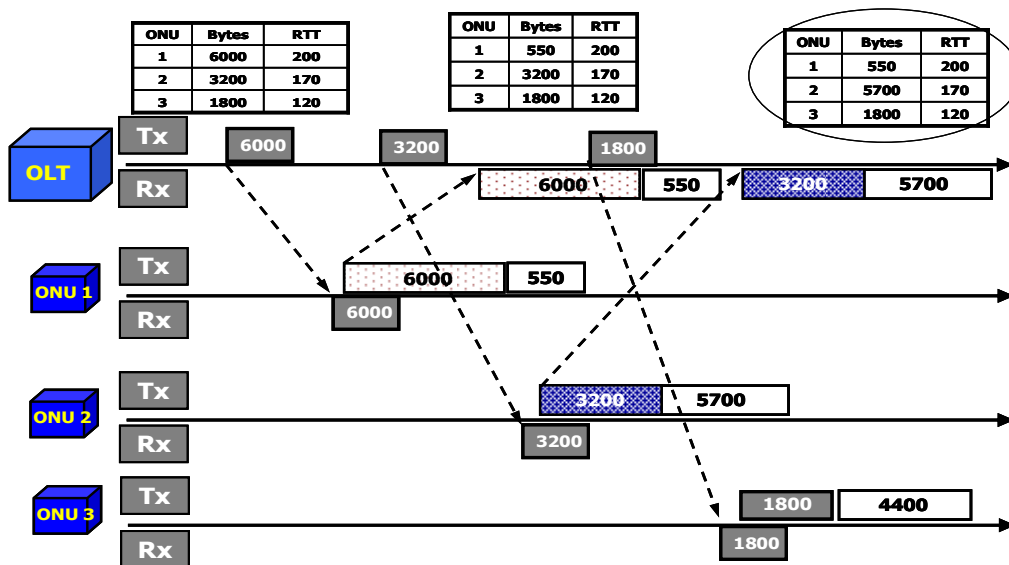 ONU Bytes RTT
1 6000 200
2 3200 170
3 1800 120
ONU Bytes RTT
1 550 200
2 3200 170
3 1800 120
ONU Bytes RTT
1 550 200
2 5700 170
3 1800 120
OLT
Tx
6000
3200
1800
Rx
6000
550
3200
5700
ONU 1
Tx
6000
550
Rx
6000
ONU 2
Tx
3200
5700
Rx
3200
ONU 3
Tx
1800
4400
Rx
1800